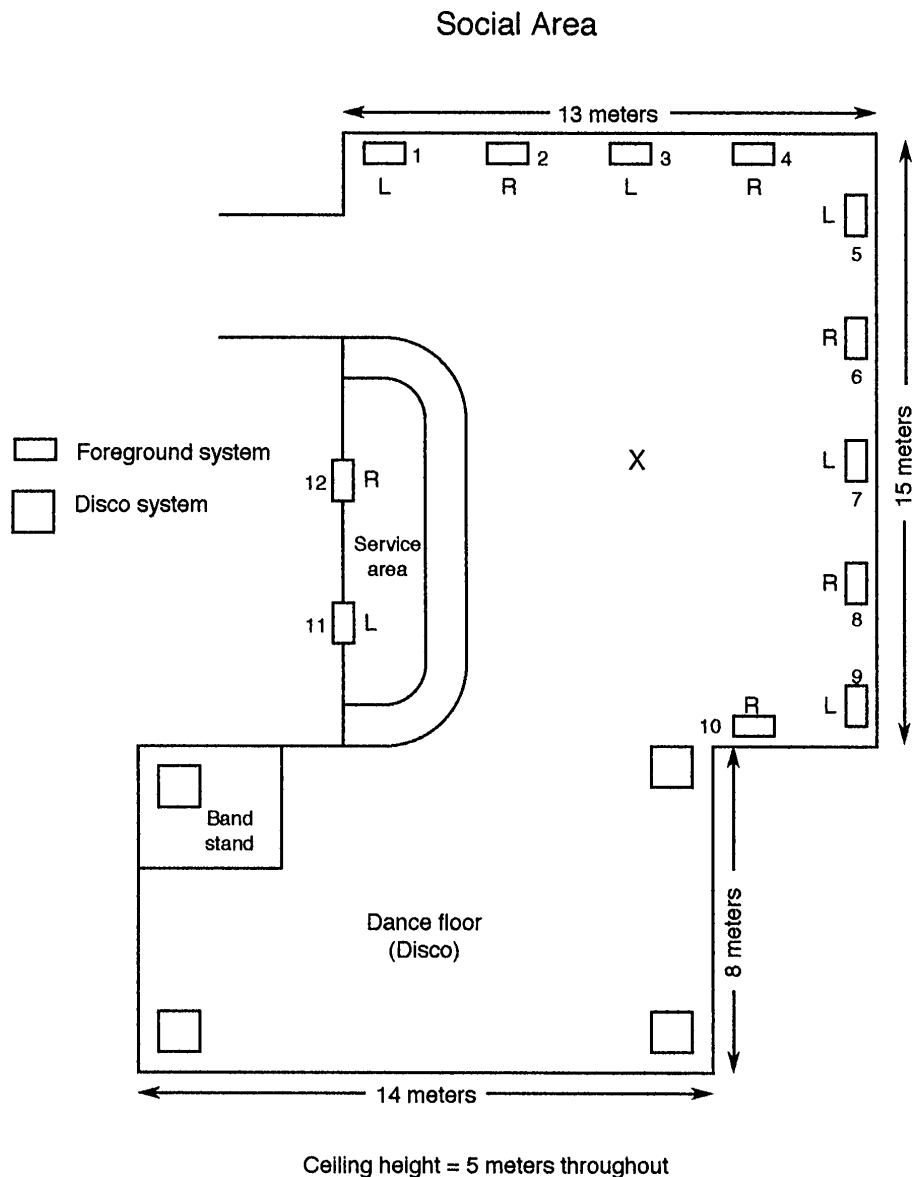 Social Area
13 meters
1
2
3
4
L
R
L
R
L
5
R
6
Foreground system
X
L
7
15 meters
12
R
Disco system
Service
area
R
8
11
L
9
L
R
10
Band
stand
Dance floor
(Disco)
8 meters
14 meters
Ceiling height = 5 meters throughout